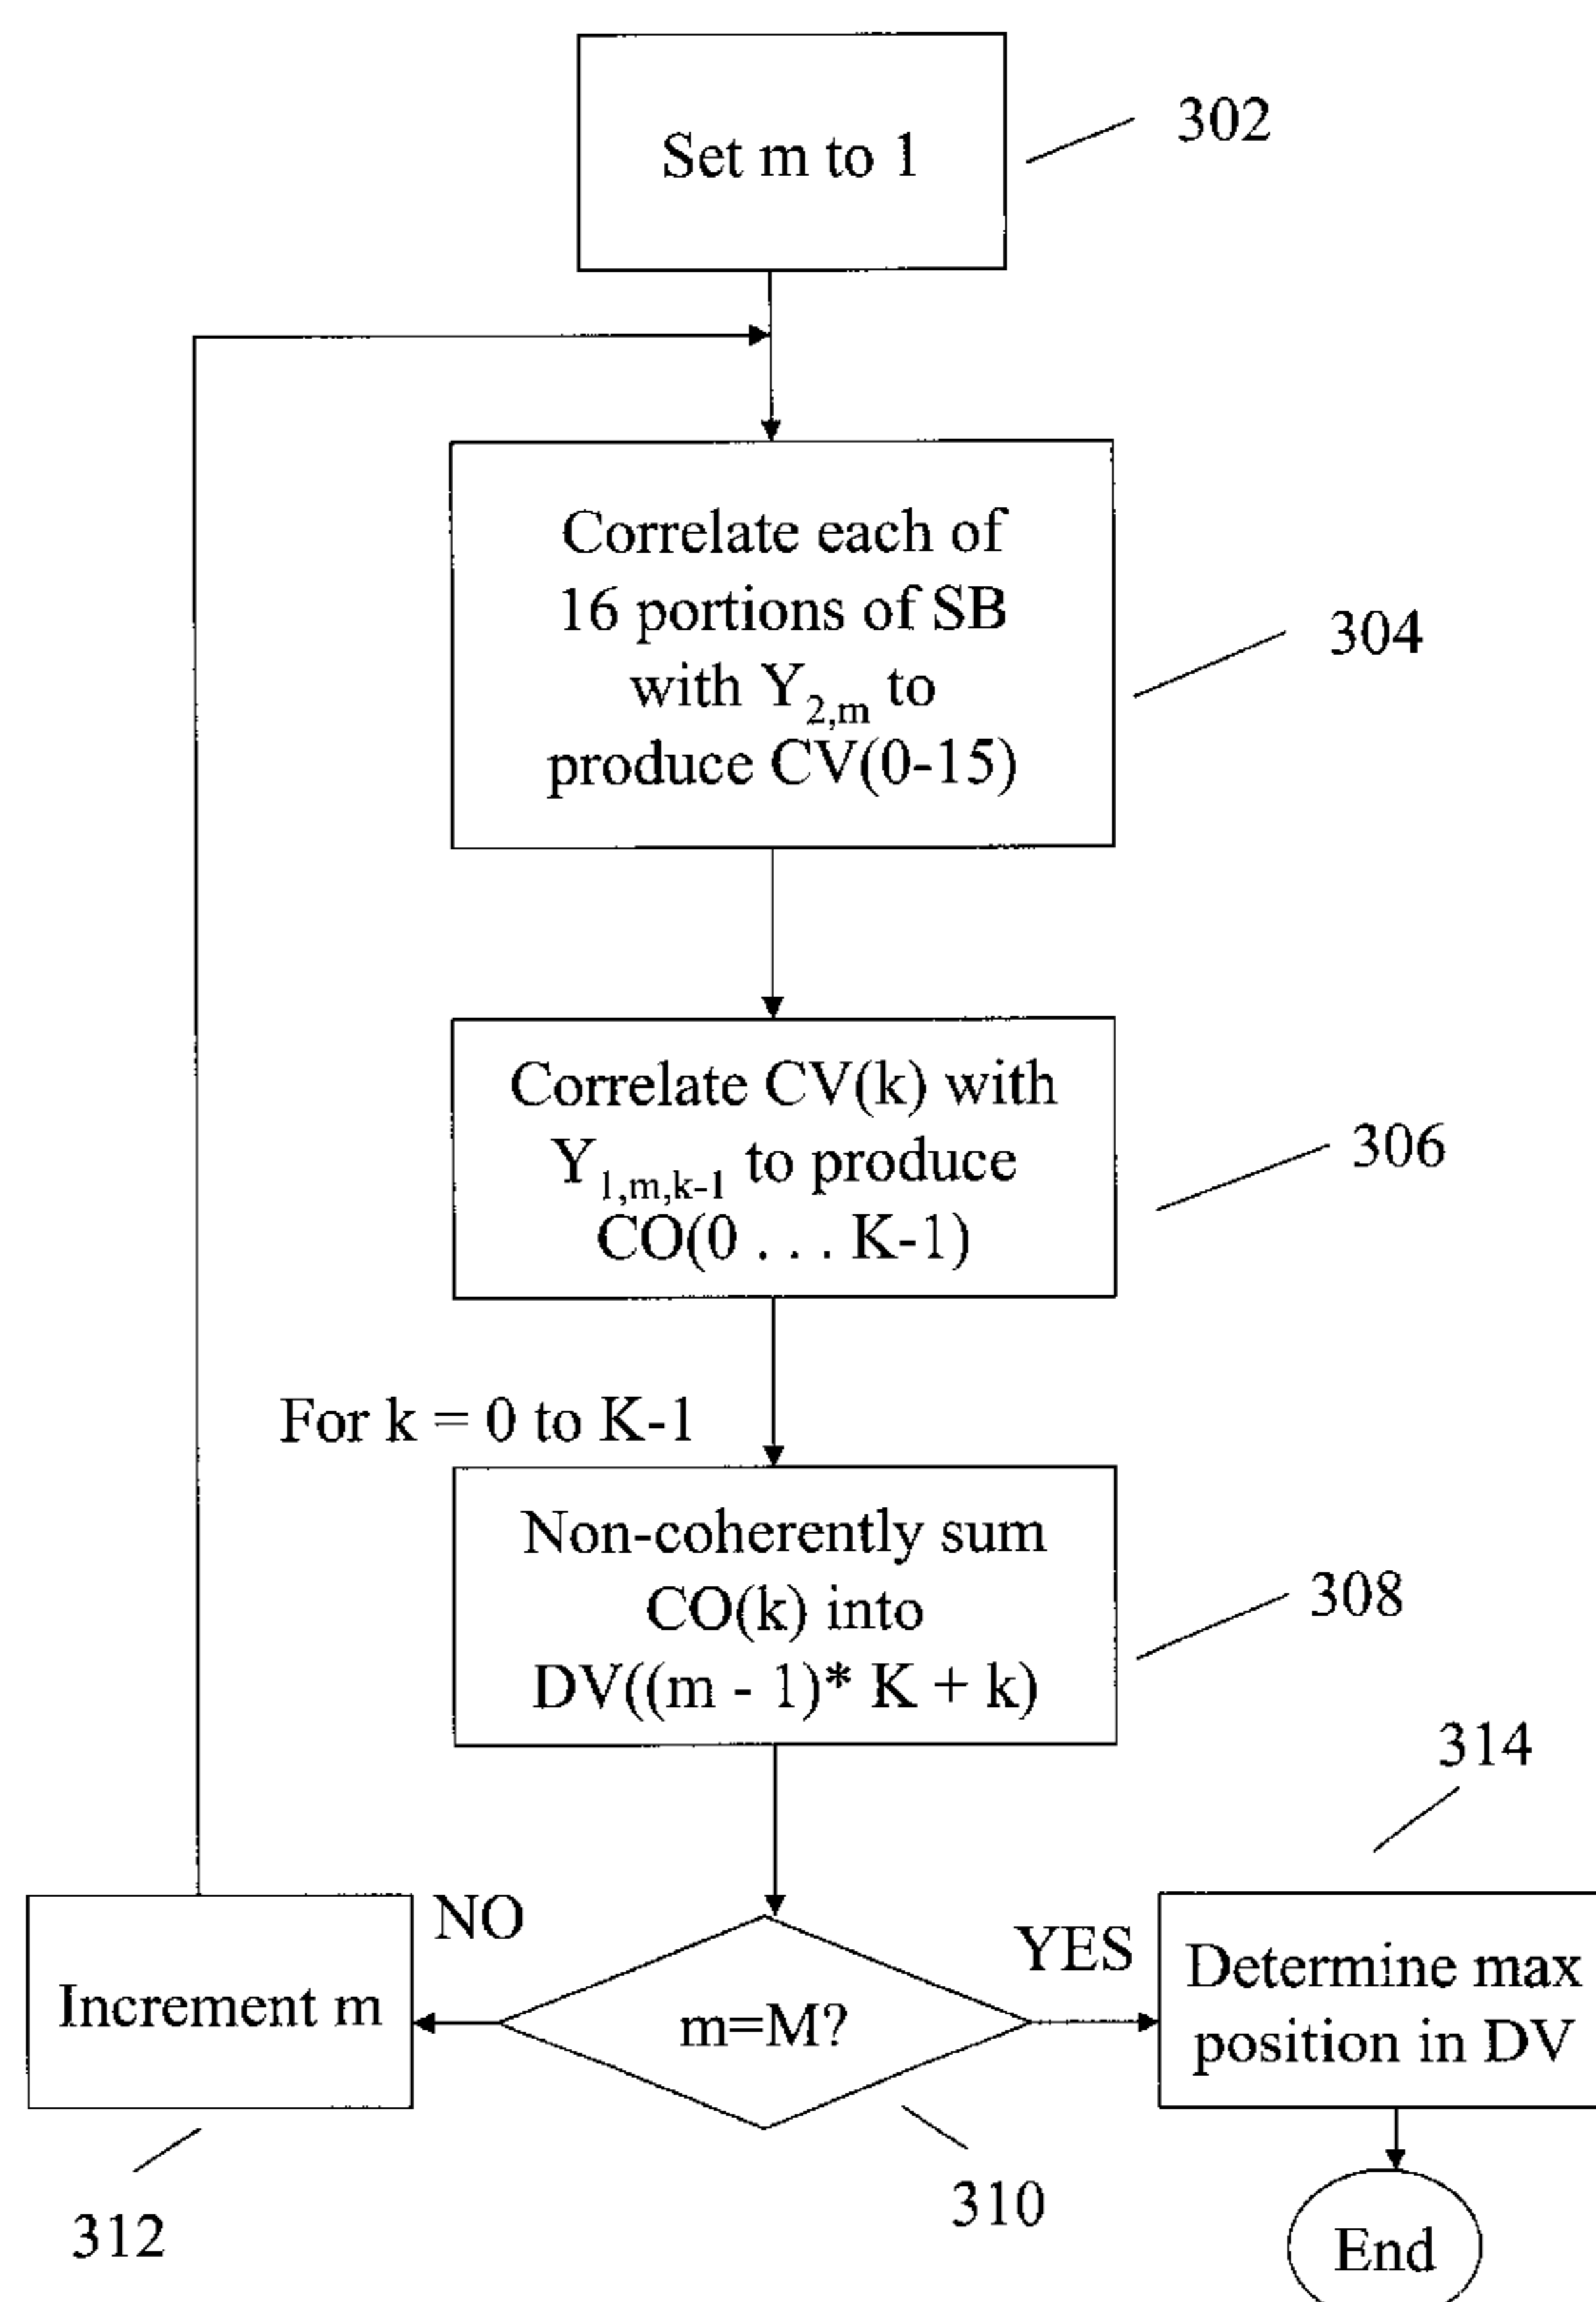 Set m to 1
302
Correlate each of
16 portions of SB
with Y2,m to
produce CV(0-15)
304
Correlate CV(k) with
Y1,m,k-1 to produce
CO(0 . . . K-1)
306
For k = 0 to K-1
Non-coherently sum
CO(k) into
DV((m - 1)* K + k)
308
314
NO
YES
Increment m
m=M?
Determine max
position in DV
312
310
End